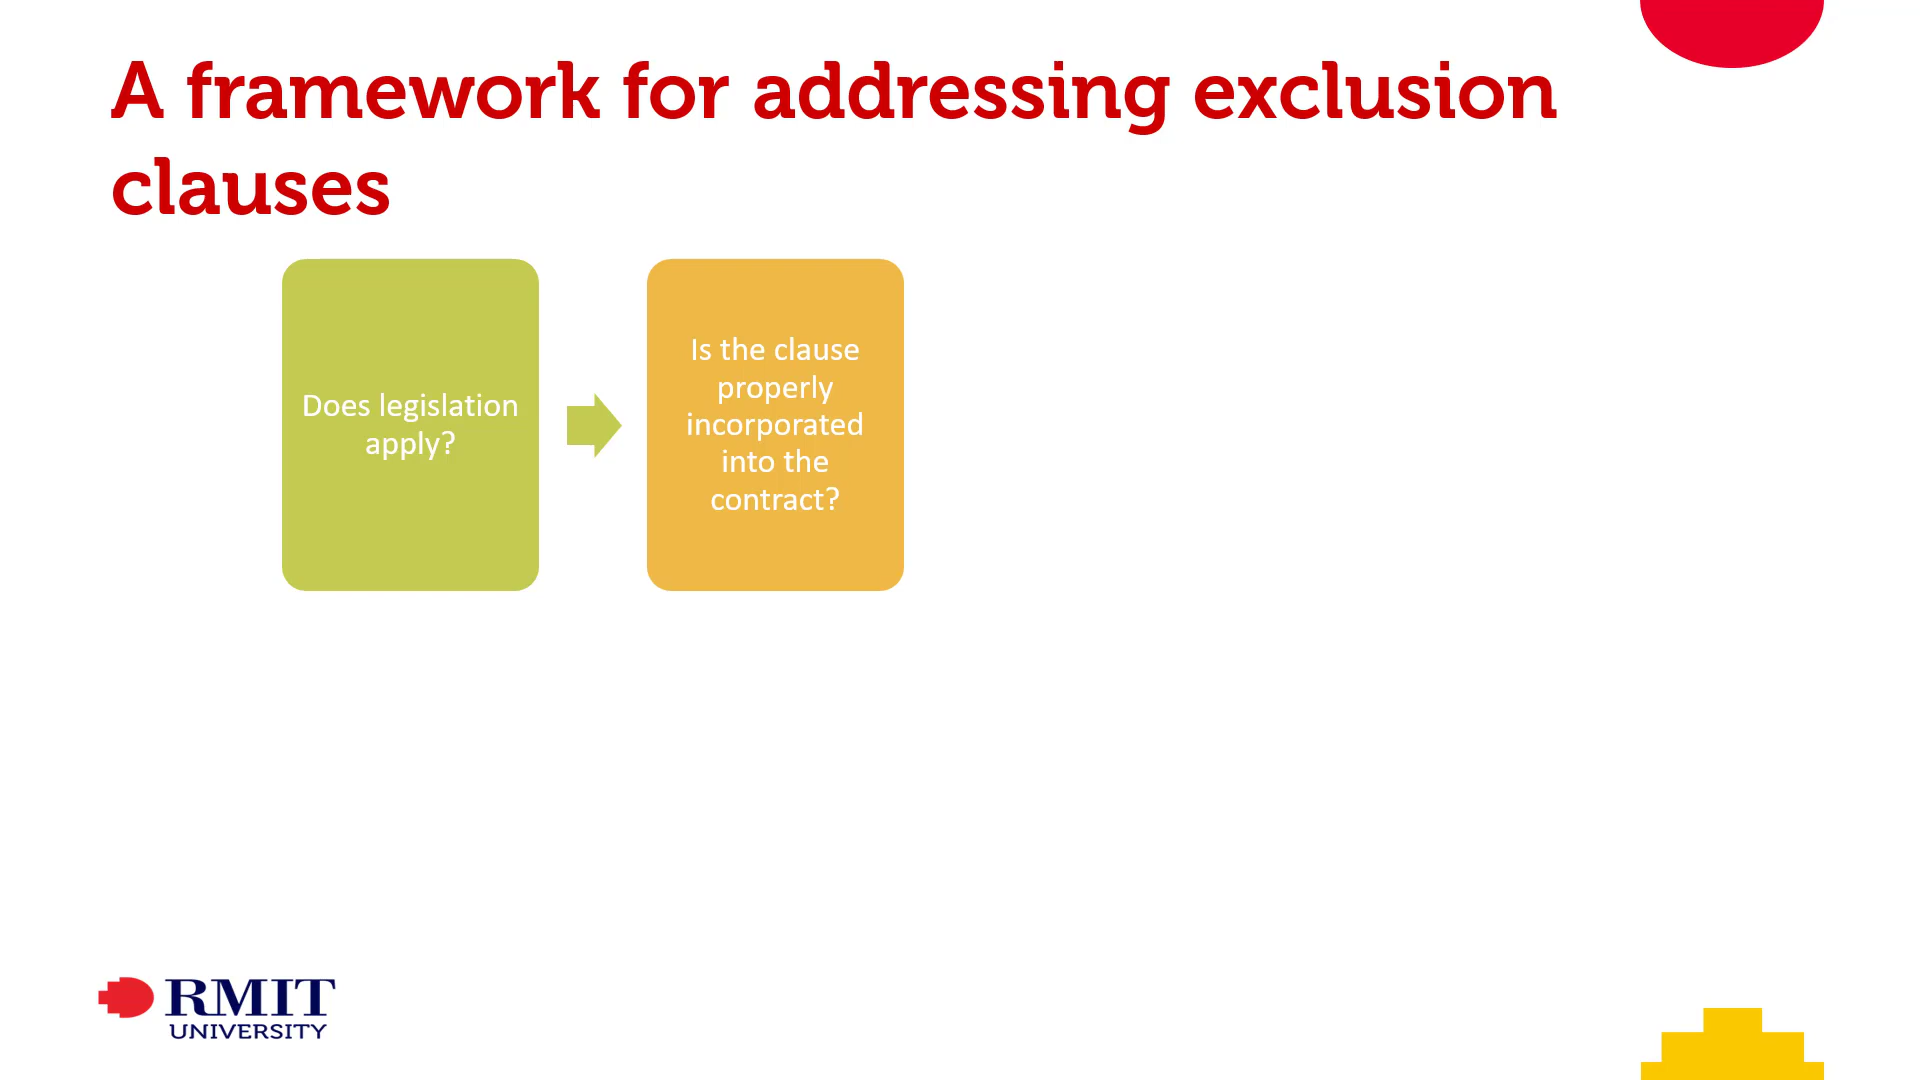 A framework for addressing exclusion
clauses
Does legislation
apply?
Is the clause
properly
incorporated
into the
contract?
RMIT
UNIVERSITY